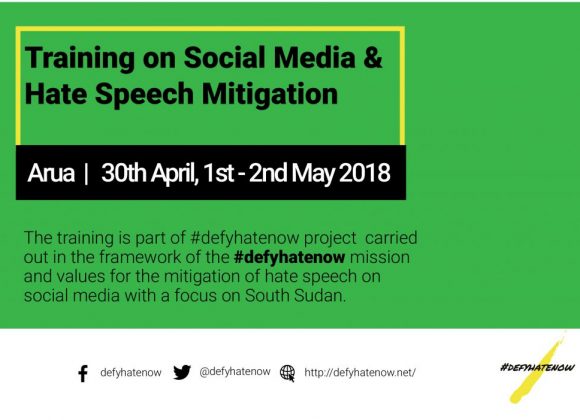 Training on Social Media &
Hate Speech Mitigation
Arua | 30th April, 1st - 2nd May 2018
The training is part of #defyhatenow project carried
out in the framework of the #defyhatenow mission
and values for the mitigation of hate speech on
social media with a focus on South Sudan.
defyhatenow @defyhatenow http://defyhatenow.net/
#DEFYHATENOW